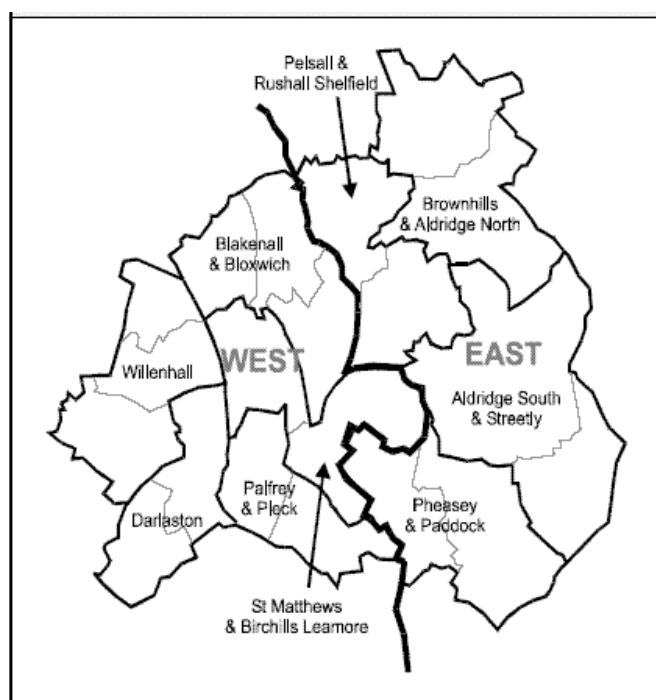 Pelsall &
Rushall Shelfield
Brownhills
& Aldridge North
Blakenall
& Bloxwich
WEST
EAST
Willenhall
Aldridge South
& Streetly
Palfrey
& Pleck
Pheasey
& Paddock
Darlaston
St Matthews
& Birchills Leamore